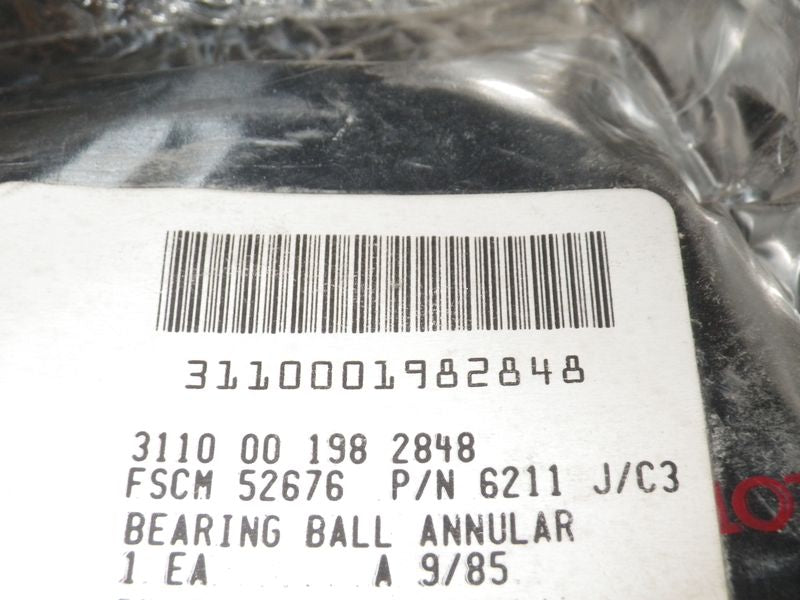 3110001982848
3110 00 198 2848
FSCM 52676 P/N 6211 J/C3
BEARING BALL ANNULAR
1 EA A 9/85